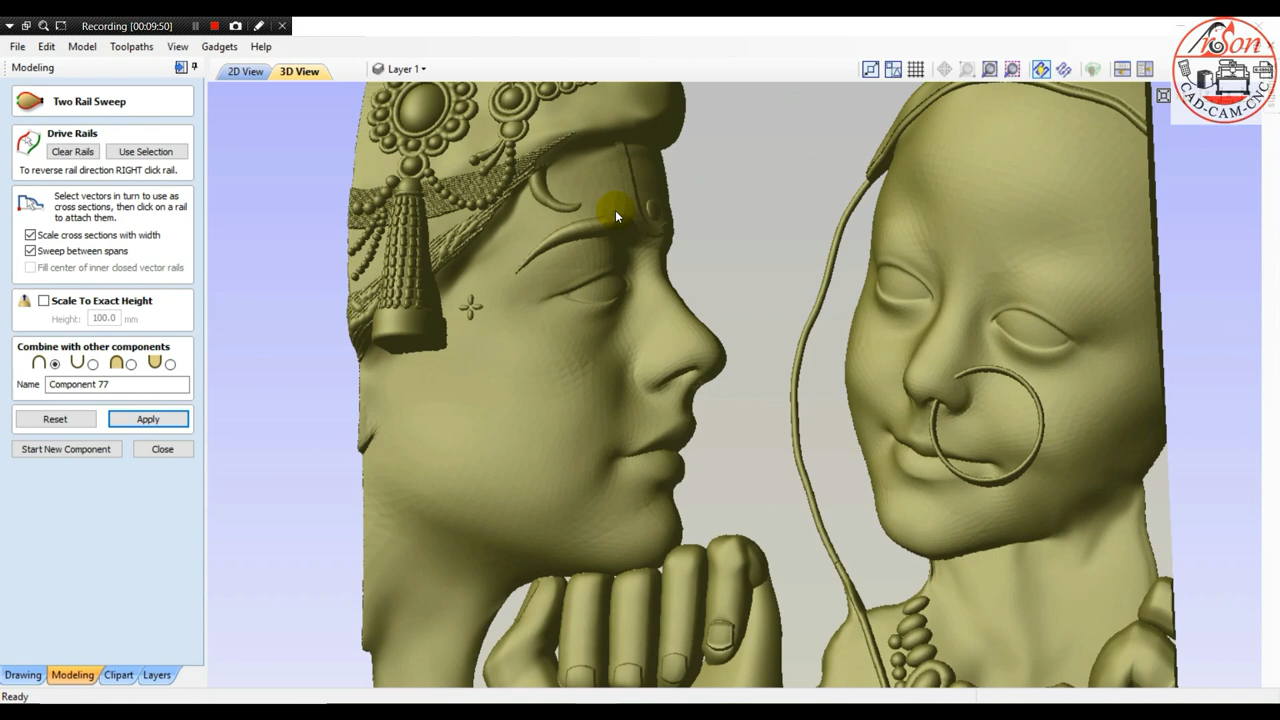 Recording [00:09:50]
File Edit Model Toolpaths View Gadgets Help
Modeling
2D View 3D View Layer 1
Two Rail Sweep
Drive Rails
Clear Rails Use Selection
To reverse rail direction RIGHT click rail.
Select vectors in turn to use as
cross sections, then click on a rail
to attach them.
Scale cross sections with width
Sweep between spans
Fill center of inner closed vector rails
Scale To Exact Height
Height: 100.0 mm
Combine with other components
Name Component 77
Reset Apply
Start New Component Close
Drawing Modeling Clipart Layers
Ready
CAD-CAM-CNC